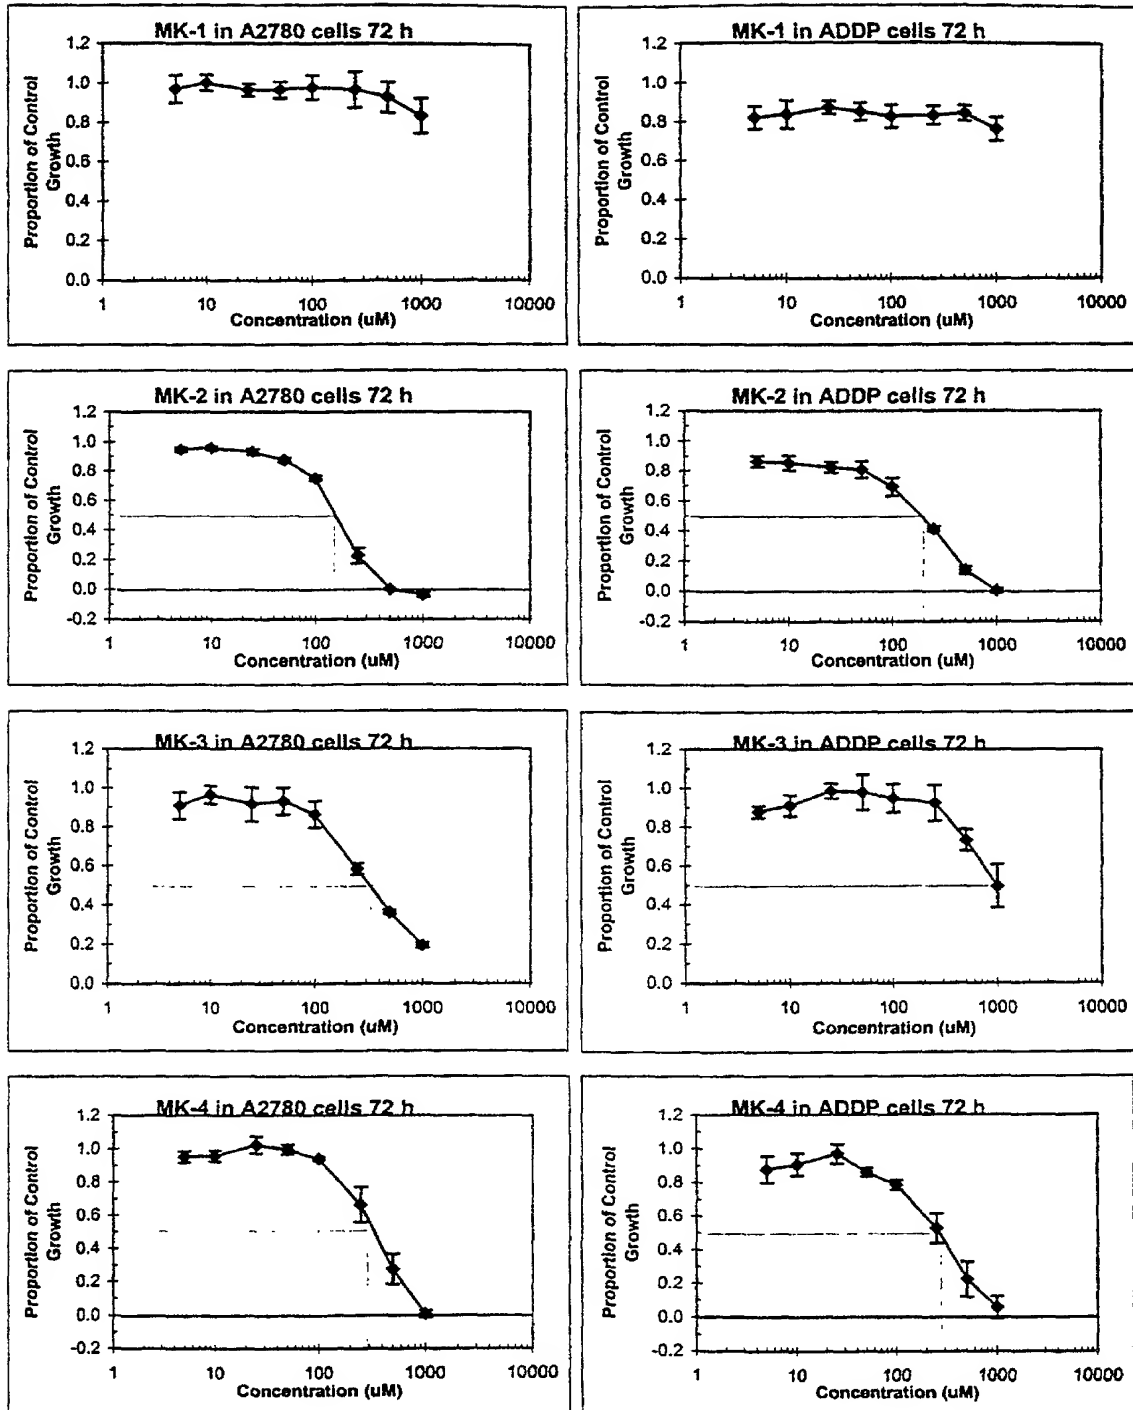 MK-1 in A2780 cells 72 h
Proportion of Control
Growth
1.2
1.0
0.8
0.6
0.4
0.2
0.0
1 10 100 1000 10000
Concentration (uM)
MK-1 in ADDP cells 72 h
Proportion of Control
Growth
1.2
1.0
0.8
0.6
0.4
0.2
0.0
1 10 100 1000 10000
Concentration (uM)
MK-2 in A2780 cells 72 h
Proportion of Control
Growth
1.2
1.0
0.8
0.6
0.4
0.2
0.0
-0.2
1 10 100 1000 10000
Concentration (uM)
MK-2 in ADDP cells 72 h
Proportion of Control
Growth
1.2
1.0
0.8
0.6
0.4
0.2
0.0
-0.2
1 10 100 1000 10000
Concentration (uM)
MK-3 in A2780 cells 72 h
Proportion of Control
Growth
1.2
1.0
0.8
0.6
0.4
0.2
0.0
1 10 100 1000 10000
Concentration (uM)
MK-3 in ADDP cells 72 h
Proportion of Control
Growth
1.2
1.0
0.8
0.6
0.4
0.2
0.0
1 10 100 1000 10000
Concentration (uM)
MK-4 in A2780 cells 72 h
Proportion of Control
Growth
1.2
1.0
0.8
0.6
0.4
0.2
0.0
-0.2
1 10 100 1000 10000
Concentration (uM)
MK-4 in ADDP cells 72 h
Proportion of Control
Growth
1.2
1.0
0.8
0.6
0.4
0.2
0.0
-0.2
1 10 100 1000 10000
Concentration (uM)